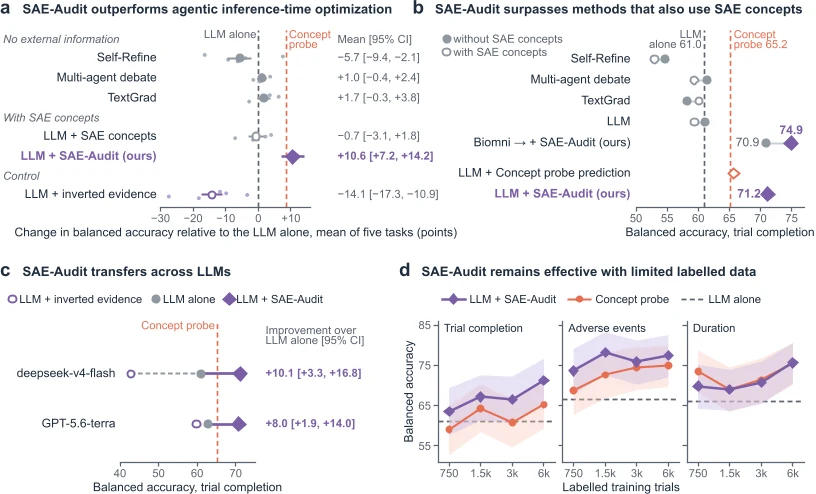 a SAE-Audit outperforms agentic inference-time optimization
No external information
LLM alone
Concept
probe
Mean [95% CI]
Self-Refine
−5.7 [−9.4, −2.1]
Multi-agent debate
+1.0 [−0.4, +2.4]
TextGrad
+1.7 [−0.3, +3.8]
With SAE concepts
LLM + SAE concepts
−0.7 [−3.1, +1.8]
LLM + SAE-Audit (ours)
+10.6 [+7.2, +14.2]
Control
LLM + inverted evidence
−14.1 [−17.3, −10.9]
−30 −20 −10 0 +10
Change in balanced accuracy relative to the LLM alone, mean of five tasks (points)
b SAE-Audit surpasses methods that also use SAE concepts
without SAE concepts
with SAE concepts
LLM
alone 61.0
Concept
probe 65.2
Self-Refine
Multi-agent debate
TextGrad
LLM
74.9
Biomni → + SAE-Audit (ours)
70.9
LLM + Concept probe prediction
LLM + SAE-Audit (ours)
71.2
50 55 60 65 70 75
Balanced accuracy, trial completion
c SAE-Audit transfers across LLMs
LLM + inverted evidence LLM alone LLM + SAE-Audit
Concept probe
Improvement over
LLM alone [95% CI]
deepseek-v4-flash
+10.1 [+3.3, +16.8]
GPT-5.6-terra
+8.0 [+1.9, +14.0]
40 50 60 70
Balanced accuracy, trial completion
d SAE-Audit remains effective with limited labelled data
LLM + SAE-Audit Concept probe LLM alone
Balanced accuracy
85
75
65
55
Trial completion
Adverse events
Duration
750 1.5k 3k 6k
750 1.5k 3k 6k
750 1.5k 3k 6k
Labelled training trials